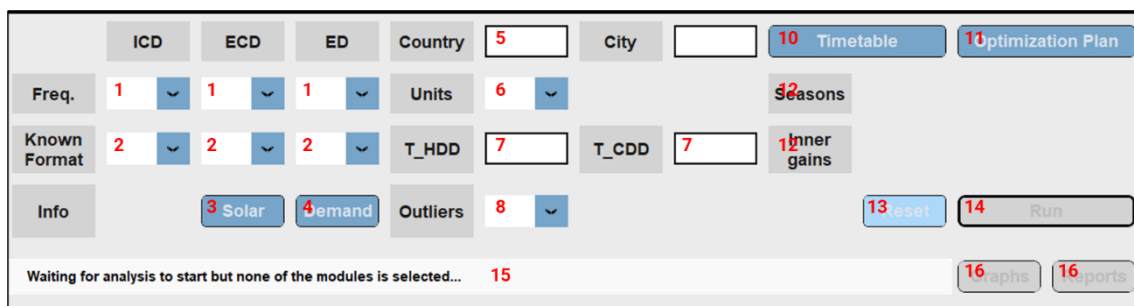 ICD ECD ED Country 5 City 10 Timetable 11 Optimization Plan
Freq. 1 1 1 Units 6 12 Seasons
Known Format 2 2 2 T_HDD 7 T_CDD 7 12 Inner gains
Info 3 Solar 4 Demand Outliers 8 13 Reset 14 Run
Waiting for analysis to start but none of the modules is selected... 15 16 Graphs 16 Reports